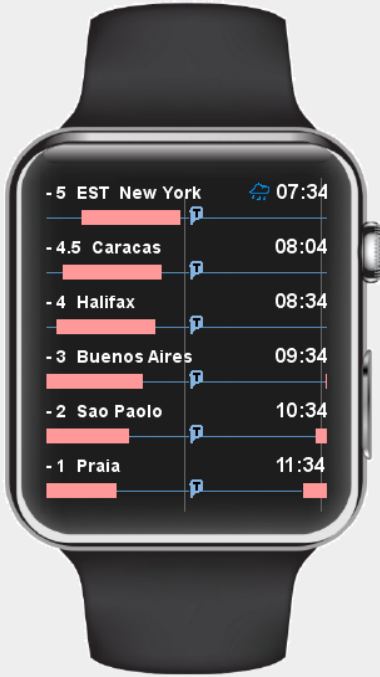 -5 EST New York 07:34
T
-4.5 Caracas 08:04
T
-4 Halifax 08:34
T
-3 Buenos Aires 09:34
T
-2 Sao Paolo 10:34
T
-1 Praia 11:34
T